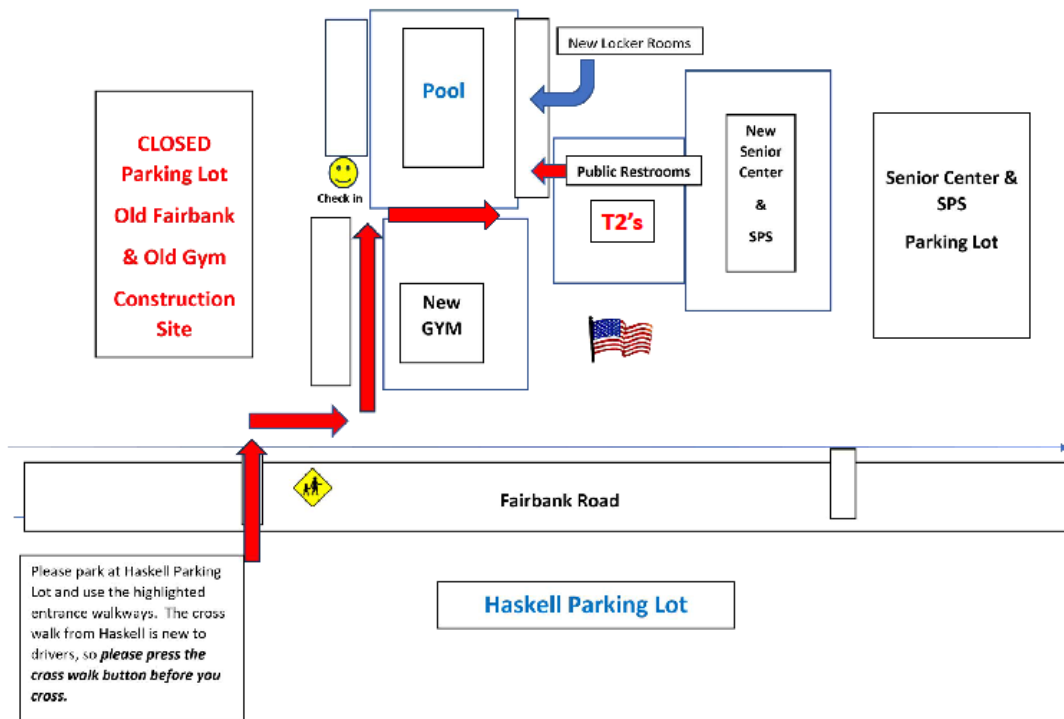 New Locker Rooms
Pool
CLOSED
Parking Lot
Old Fairbank
& Old Gym
Construction
Site
Check in
Public Restrooms
T2's
New
Senior
Center
&
SPS
Senior Center &
SPS
Parking Lot
New
GYM
Fairbank Road
Please park at Haskell Parking
Lot and use the highlighted
entrance walkways. The cross
walk from Haskell is new to
drivers, so please press the
cross walk button before you
cross.
Haskell Parking Lot